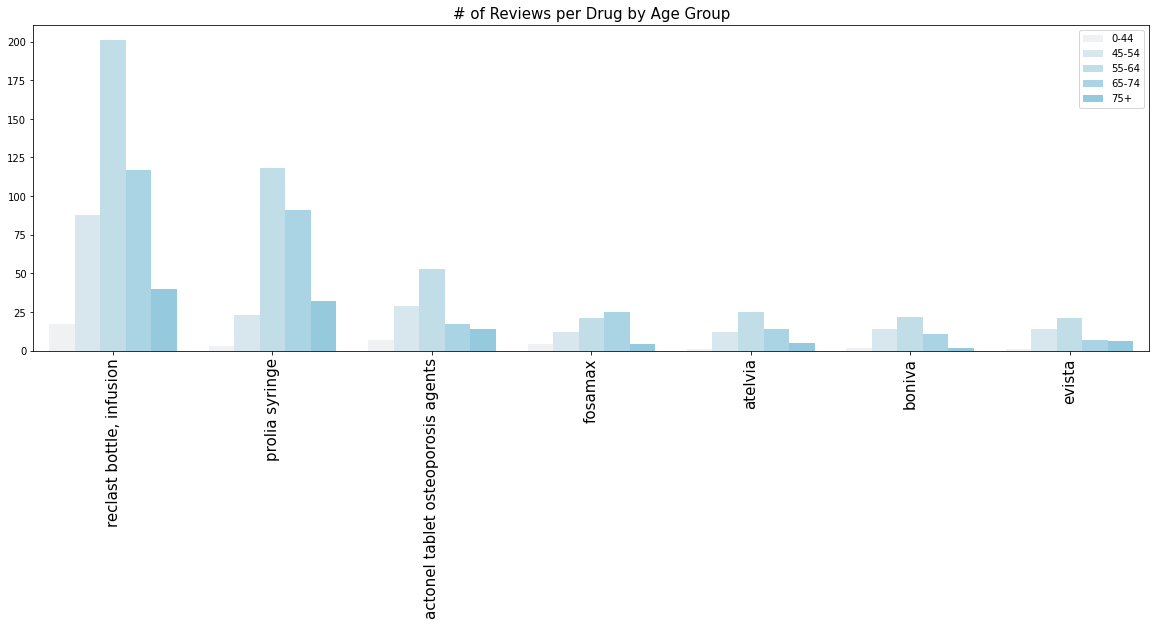 # of Reviews per Drug by Age Group
200
175
150
125
100
75
50
25
0
0-44
45-54
55-64
65-74
75+
reclast bottle, infusion
prolia syringe
actonel tablet osteoporosis agents
fosamax
atelvia
boniva
evista